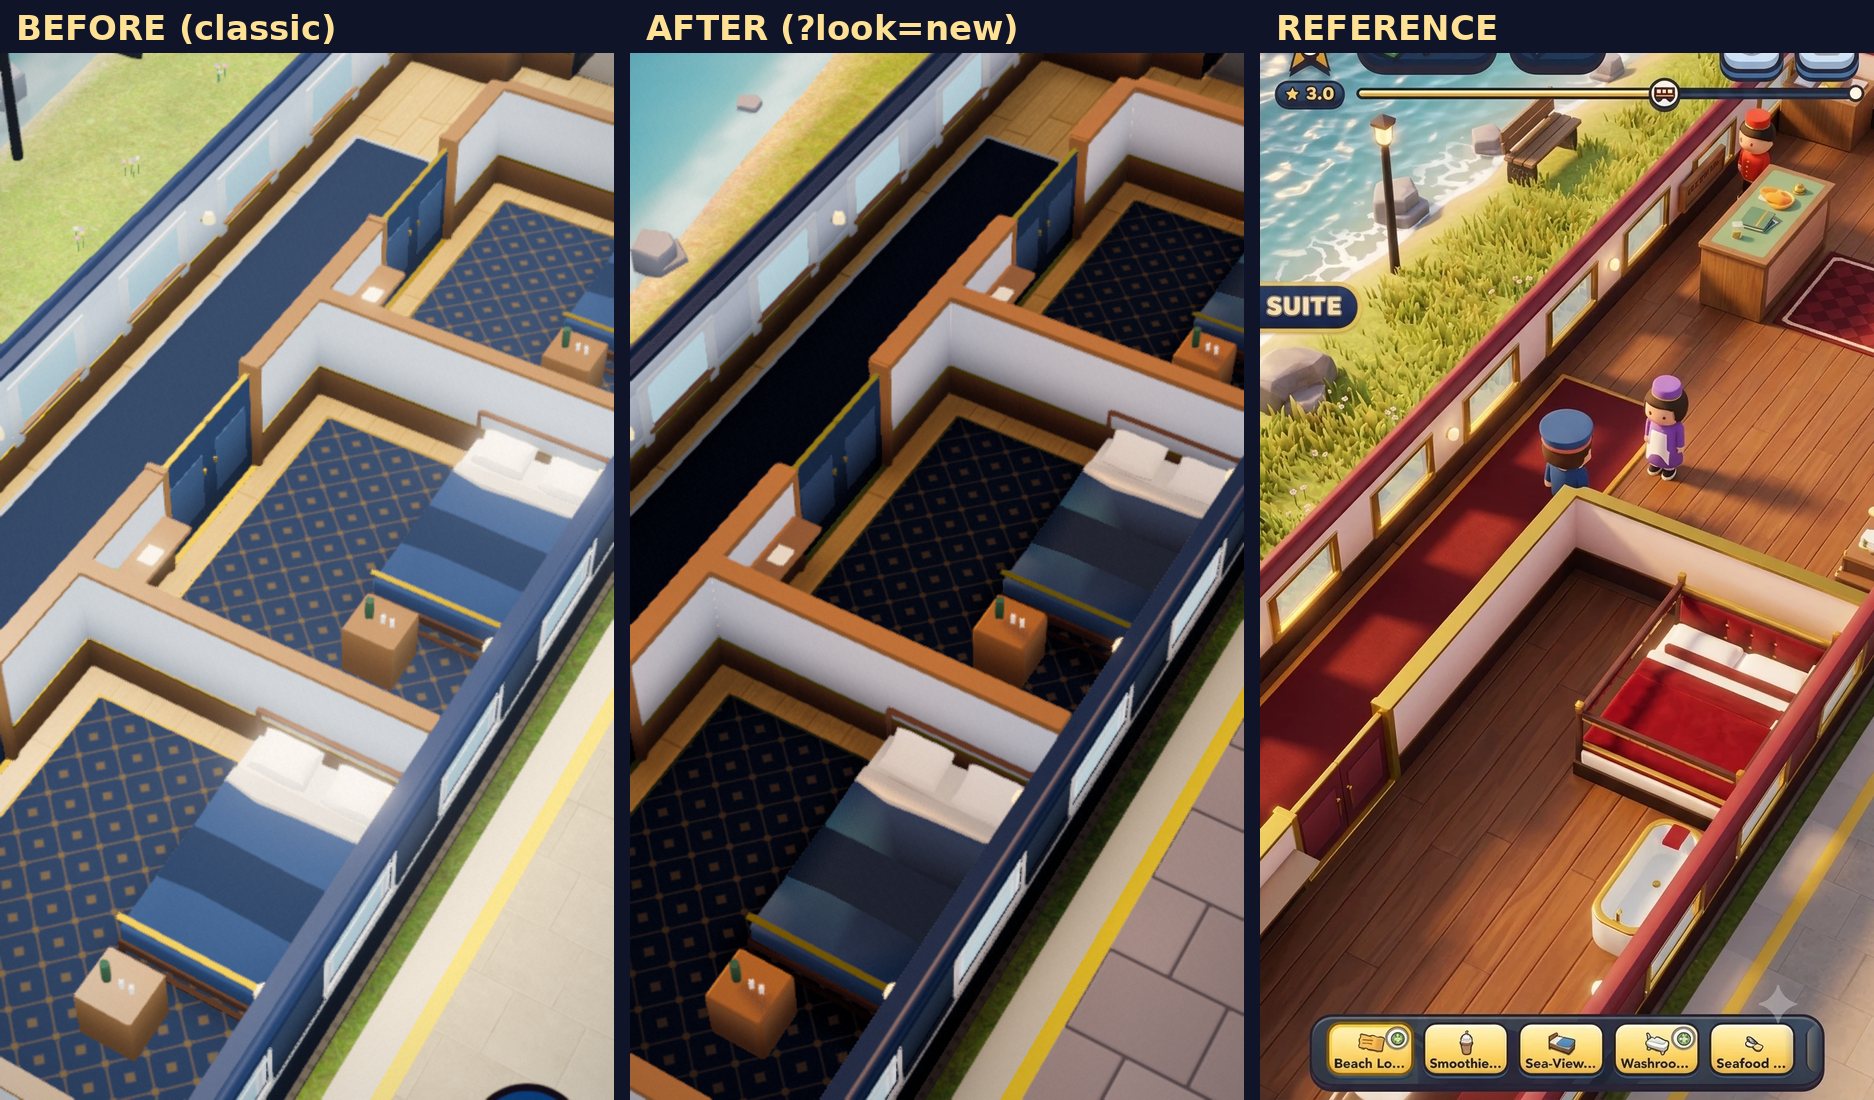 BEFORE (classic)
AFTER (?look=new)
REFERENCE
3.0
SUITE
Beach Lo...
Smoothie...
Sea-View...
Washroo...
Seafood ...